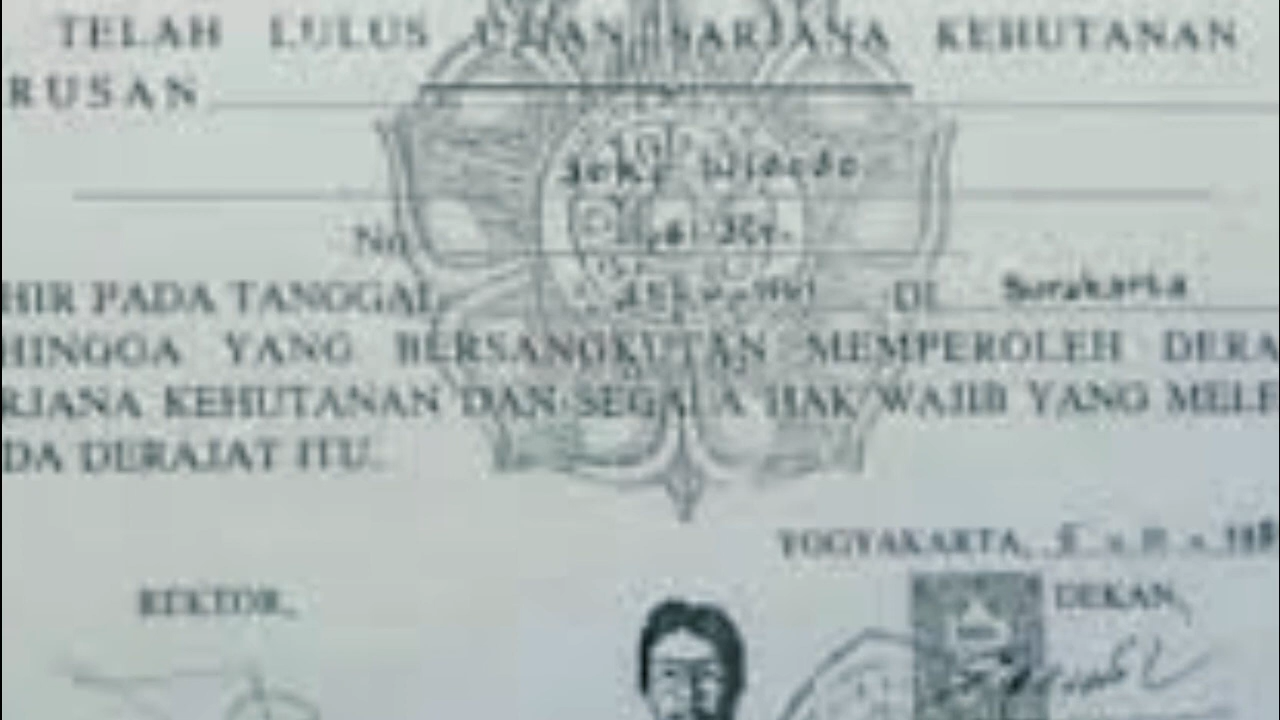 TELAH LULUS UJIAN SARJANA KEHUTANAN
RUSAN
Joko Widodo
No.
HIR PADA TANGGAL DI Surakarta
HINGGA YANG BERSANGKUTAN MEMPEROLEH DERA
RJANA KEHUTANAN DAN SEGALA HAK WAJIB YANG MELE
DA DERAJAT ITU.
YOGYAKARTA,
REKTOR,
DEKAN,